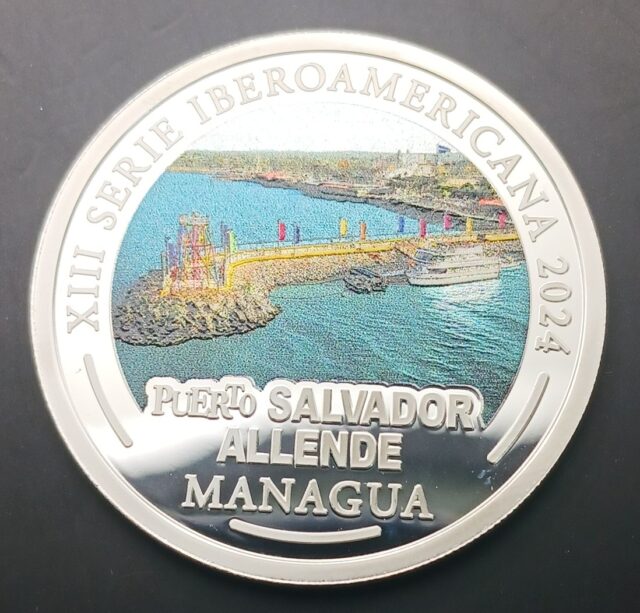 XIII SERIE IBEROAMERICANA 2024
PUERTO SALVADOR
ALLENDE
MANAGUA